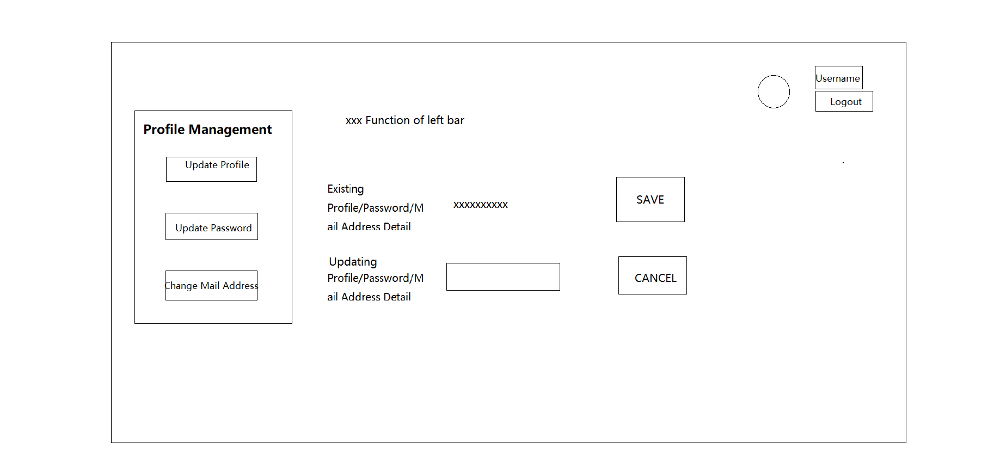 Username
Logout
Profile Management
Update Profile
Update Password
Change Mail Address
xxx Function of left bar
Existing
Profile/Password/M
ail Address Detail
xxxxxxxxxx
SAVE
Updating
Profile/Password/M
ail Address Detail
CANCEL